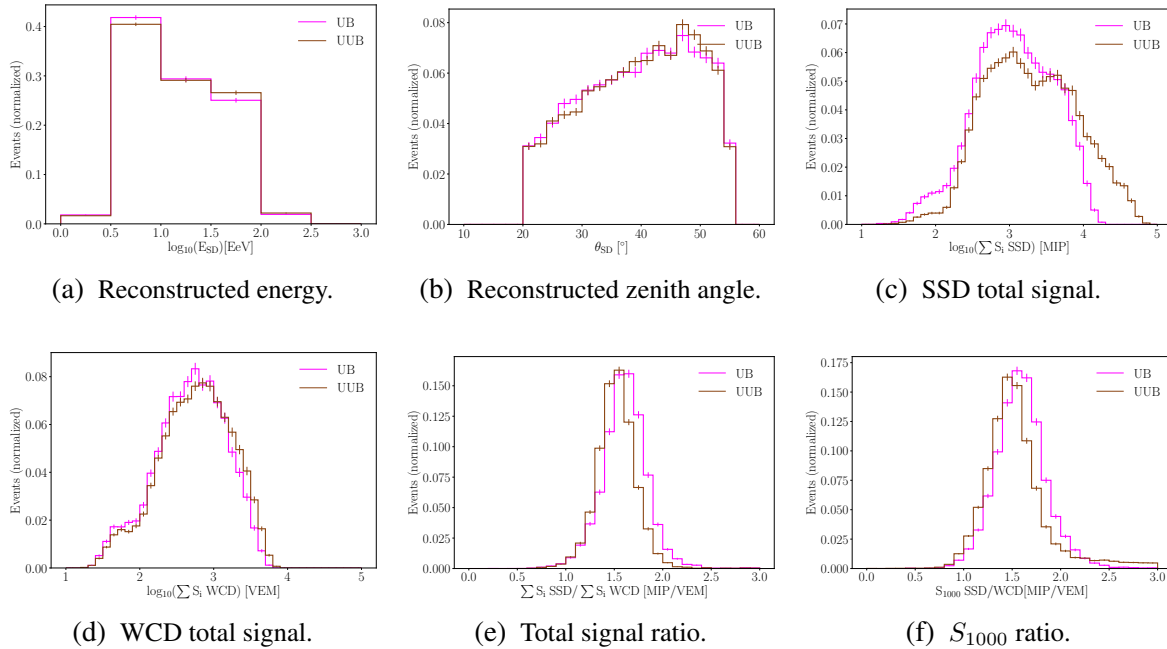 UB
UUB
Events (normalized)
0.4
0.3
0.2
0.1
0.0
0.0 0.5 1.0 1.5 2.0 2.5 3.0
log10(ESD)[EeV]
(a) Reconstructed energy.
UB
UUB
Events (normalized)
0.08
0.06
0.04
0.02
0.00
10 20 30 40 50 60
θSD [°]
(b) Reconstructed zenith angle.
UB
UUB
Events (normalized)
0.07
0.06
0.05
0.04
0.03
0.02
0.01
0.00
1 2 3 4 5
log10(∑ Si SSD) [MIP]
(c) SSD total signal.
UB
UUB
Events (normalized)
0.08
0.06
0.04
0.02
0.00
1 2 3 4 5
log10(∑ Si WCD) [VEM]
(d) WCD total signal.
UB
UUB
Events (normalized)
0.150
0.125
0.100
0.075
0.050
0.025
0.000
0.0 0.5 1.0 1.5 2.0 2.5 3.0
∑ Si SSD/ ∑ Si WCD [MIP/VEM]
(e) Total signal ratio.
UB
UUB
Events (normalized)
0.175
0.150
0.125
0.100
0.075
0.050
0.025
0.000
0.0 0.5 1.0 1.5 2.0 2.5 3.0
S1000 SSD/WCD[MIP/VEM]
(f) S1000 ratio.